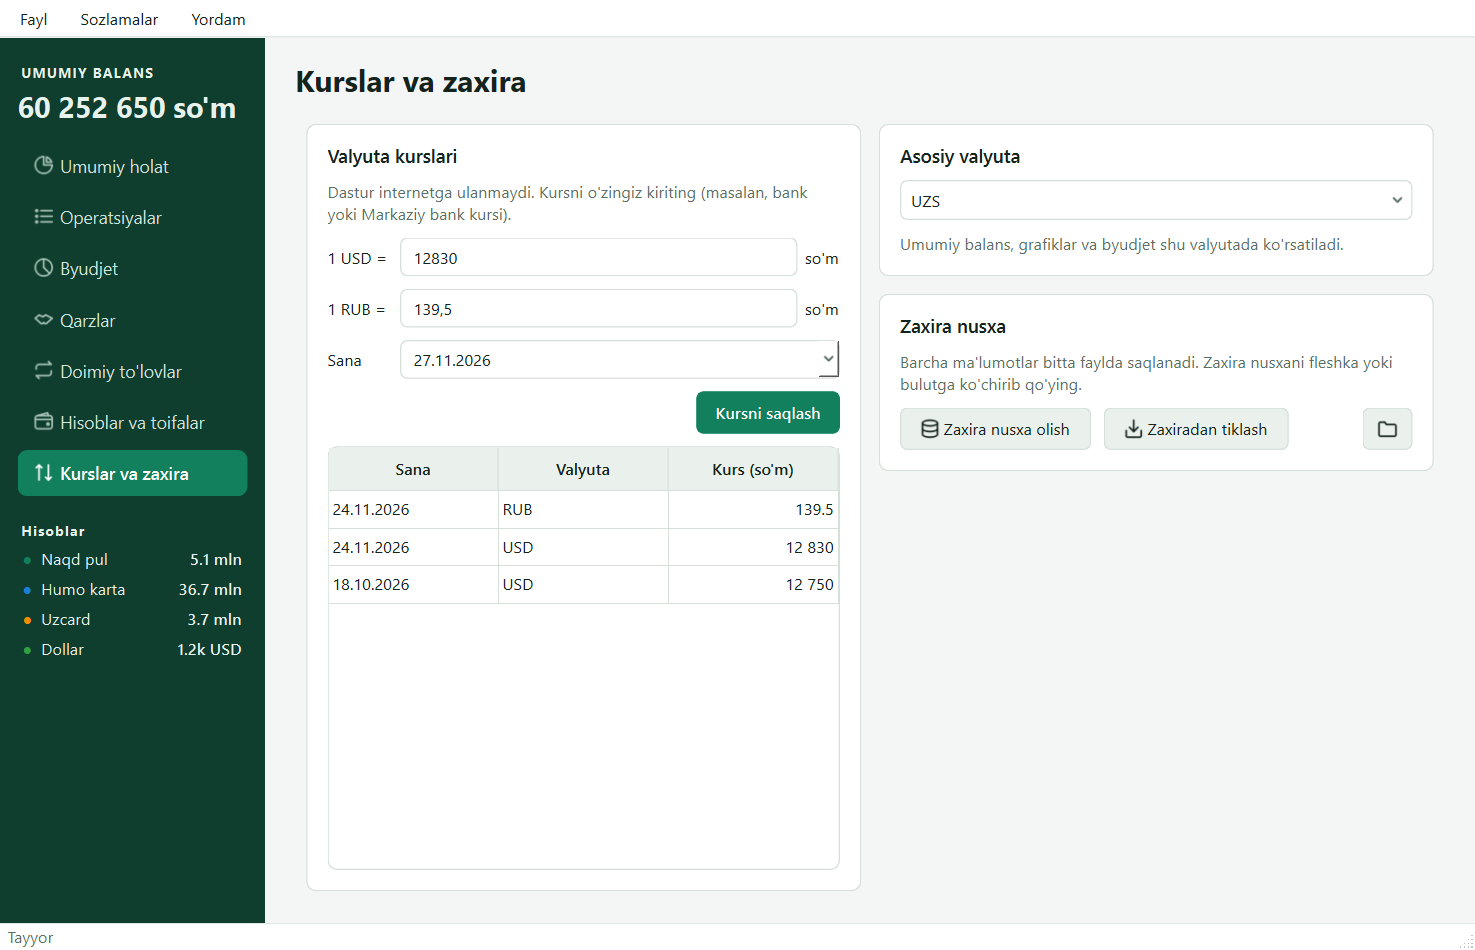 Fayl Sozlamalar Yordam
UMUMIY BALANS
60 252 650 so'm
Umumiy holat
Operatsiyalar
Byudjet
Qarzlar
Doimiy to'lovlar
Hisoblar va toifalar
Kurslar va zaxira
Hisoblar
Naqd pul 5.1 mln
Humo karta 36.7 mln
Uzcard 3.7 mln
Dollar 1.2k USD
Kurslar va zaxira
Valyuta kurslari
Dastur internetga ulanmaydi. Kursni o'zingiz kiriting (masalan, bank
yoki Markaziy bank kursi).
1 USD = 12830 so'm
1 RUB = 139,5 so'm
Sana 27.11.2026
Kursni saqlash
Sana Valyuta Kurs (so'm)
24.11.2026 RUB 139.5
24.11.2026 USD 12 830
18.10.2026 USD 12 750
Asosiy valyuta
UZS
Umumiy balans, grafiklar va byudjet shu valyutada ko'rsatiladi.
Zaxira nusxa
Barcha ma'lumotlar bitta faylda saqlanadi. Zaxira nusxani fleshka yoki
bulutga ko'chirib qo'ying.
Zaxira nusxa olish Zaxiradan tiklash
Tayyor